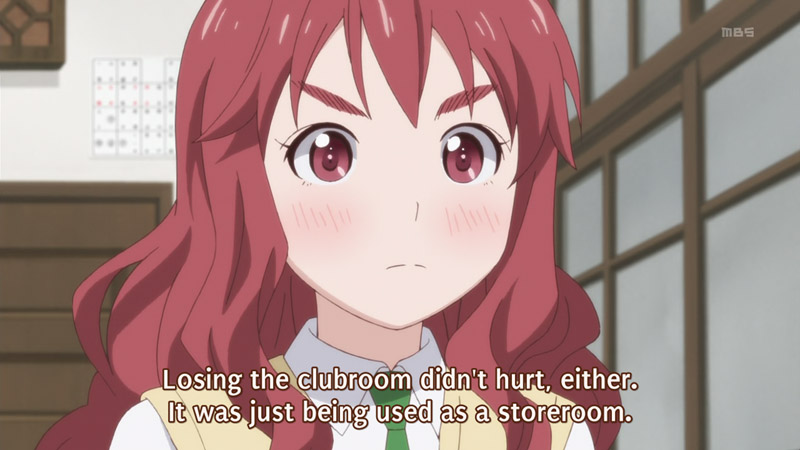 MBS
Losing the clubroom didn't hurt, either.
It was just being used as a storeroom.